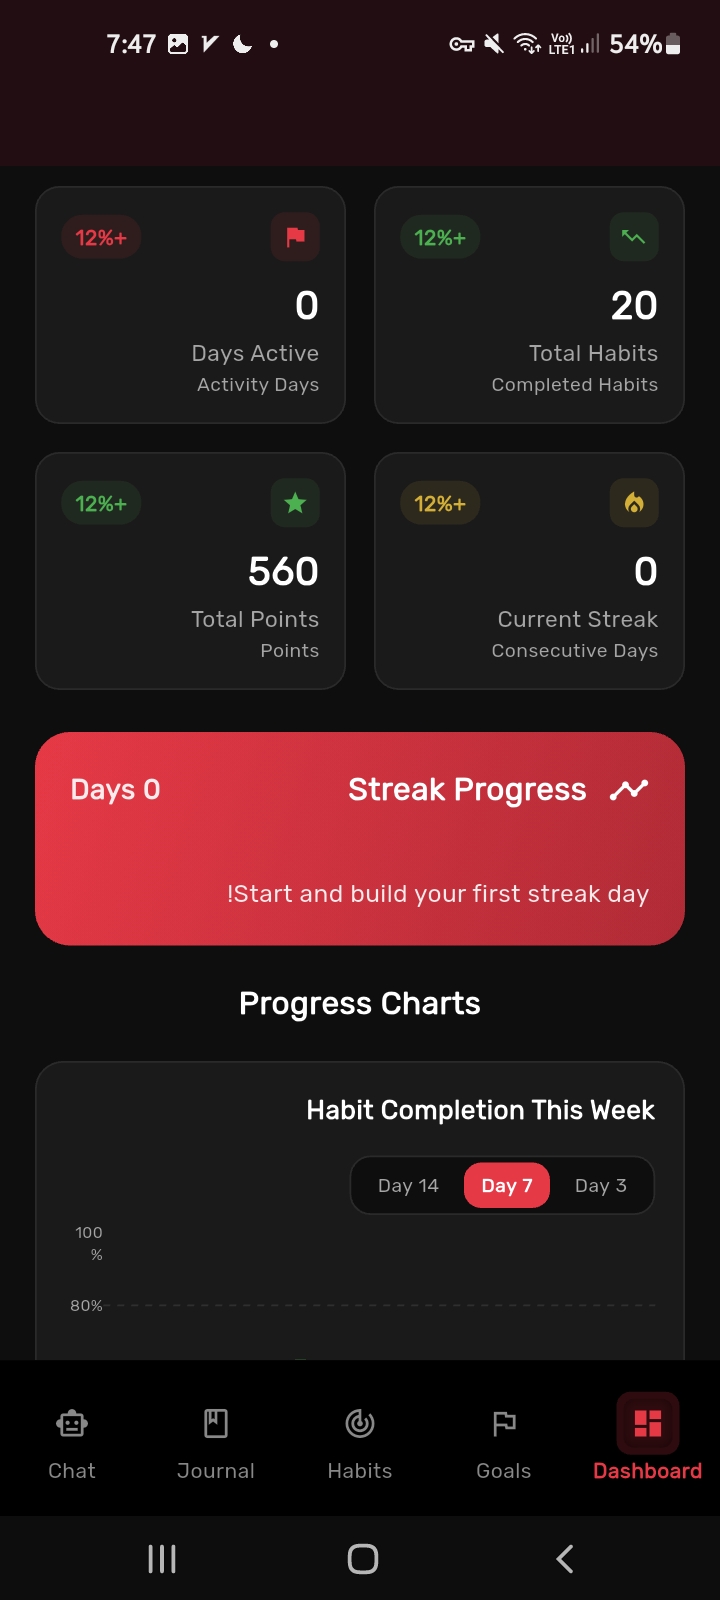 7:47
Vo)) LTE1 54%
12%+
0
Days Active
Activity Days
12%+
20
Total Habits
Completed Habits
12%+
560
Total Points
Points
12%+
0
Current Streak
Consecutive Days
Days 0
Streak Progress
!Start and build your first streak day
Progress Charts
Habit Completion This Week
Day 14 Day 7 Day 3
100
%
80%
Chat Journal Habits Goals Dashboard